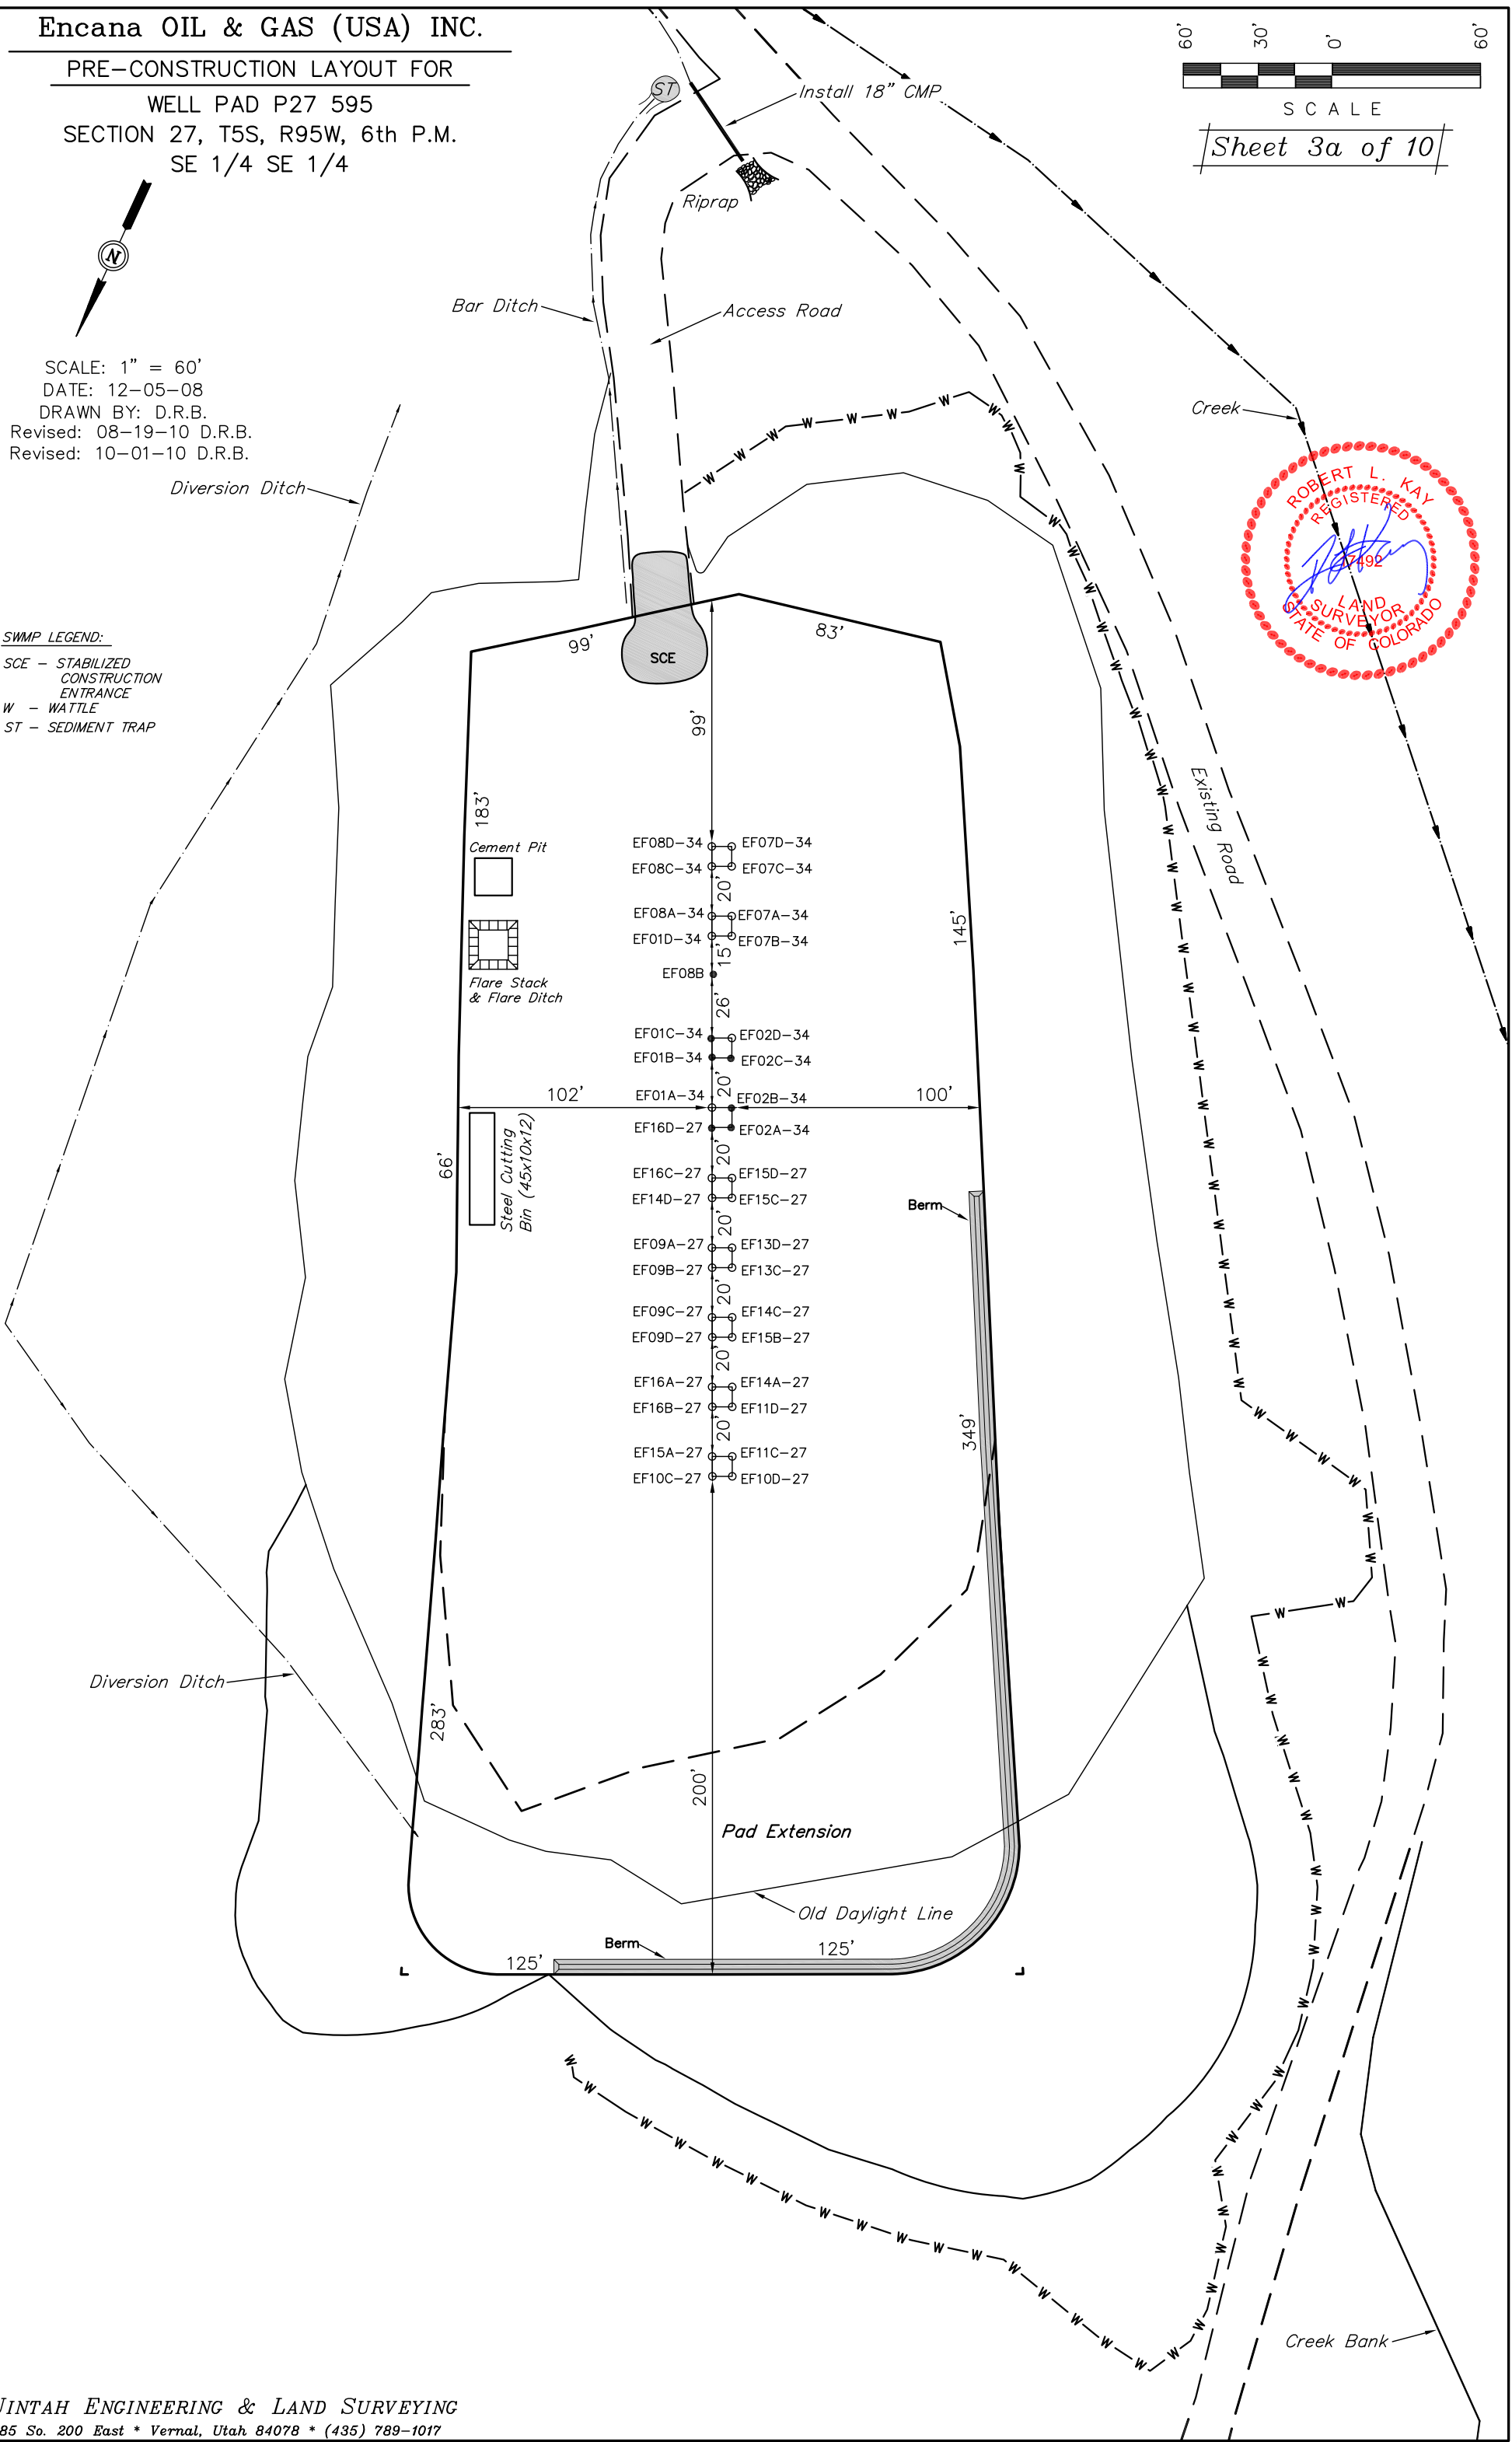 Encana OIL & GAS (USA) INC.
PRE-CONSTRUCTION LAYOUT FOR
WELL PAD P27 595
SECTION 27, T5S, R95W, 6th P.M.
SE 1/4 SE 1/4
N
SCALE: 1" = 60'
DATE: 12-05-08
DRAWN BY: D.R.B.
Revised: 08-19-10 D.R.B.
Revised: 10-01-10 D.R.B.
60' 30' 0' 60'
SCALE
Sheet 3a of 10
ST
Install 18" CMP
Riprap
Bar Ditch
Access Road
Creek
Diversion Ditch
ROBERT L. KAY
REGISTERED
LAND
SURVEYOR
STATE OF COLORADO
SWMP LEGEND:
SCE - STABILIZED
CONSTRUCTION
ENTRANCE
W - WATTLE
ST - SEDIMENT TRAP
99'
83'
SCE
99'
183'
Existing Road
Cement Pit
EF08D-34 EF07D-34
EF08C-34 EF07C-34
20'
EF08A-34 EF07A-34
EF01D-34 EF07B-34
145'
15'
EF08B
Flare Stack
& Flare Ditch
26'
EF01C-34 EF02D-34
EF01B-34 EF02C-34
20'
102' EF01A-34 EF02B-34 100'
EF16D-27 EF02A-34
66'
Steel Cutting
Bin (45x10x12)
20'
EF16C-27 EF15D-27
EF14D-27 EF15C-27
Berm
20'
EF09A-27 EF13D-27
EF09B-27 EF13C-27
20'
EF09C-27 EF14C-27
EF09D-27 EF15B-27
20'
EF16A-27 EF14A-27
EF16B-27 EF11D-27
20'
349'
EF15A-27 EF11C-27
EF10C-27 EF10D-27
Diversion Ditch
283'
200'
Pad Extension
Old Daylight Line
Berm
125' 125'
Creek Bank
UINTAH ENGINEERING & LAND SURVEYING
85 So. 200 East * Vernal, Utah 84078 * (435) 789-1017